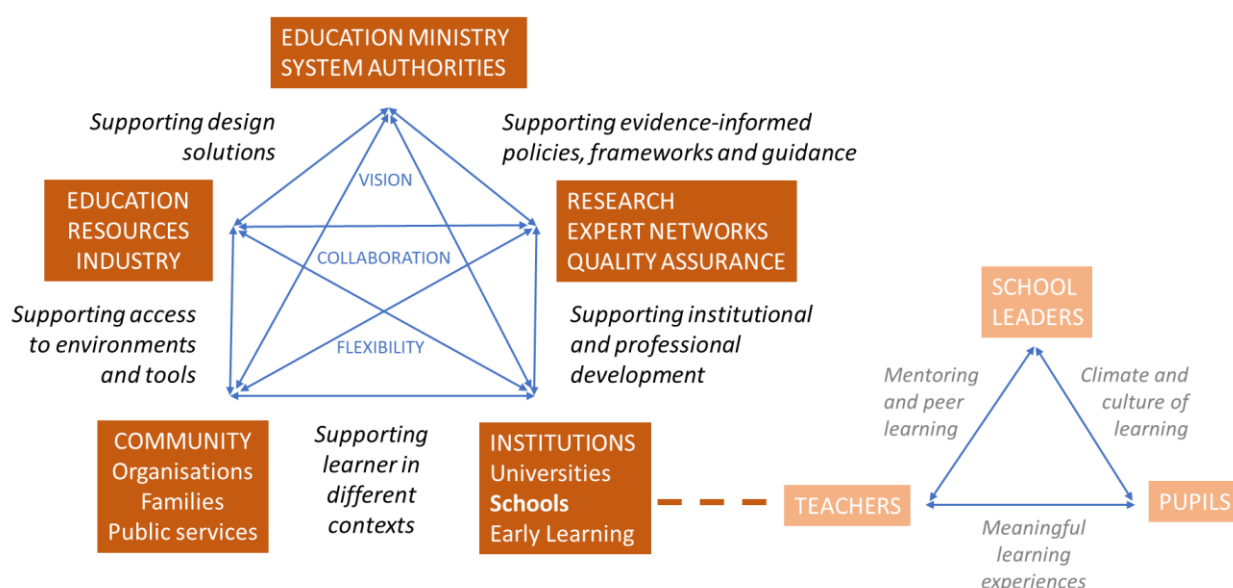 EDUCATION MINISTRY
SYSTEM AUTHORITIES
Supporting design
solutions
Supporting evidence-informed
policies, frameworks and guidance
VISION
EDUCATION
RESOURCES
INDUSTRY
RESEARCH
EXPERT NETWORKS
QUALITY ASSURANCE
COLLABORATION
Supporting access
to environments
and tools
Supporting institutional
and professional
development
FLEXIBILITY
COMMUNITY
Organisations
Families
Public services
Supporting
learner in
different
contexts
INSTITUTIONS
Universities
Schools
Early Learning
SCHOOL
LEADERS
Mentoring
and peer
learning
Climate and
culture of
learning
TEACHERS
PUPILS
Meaningful
learning
experiences